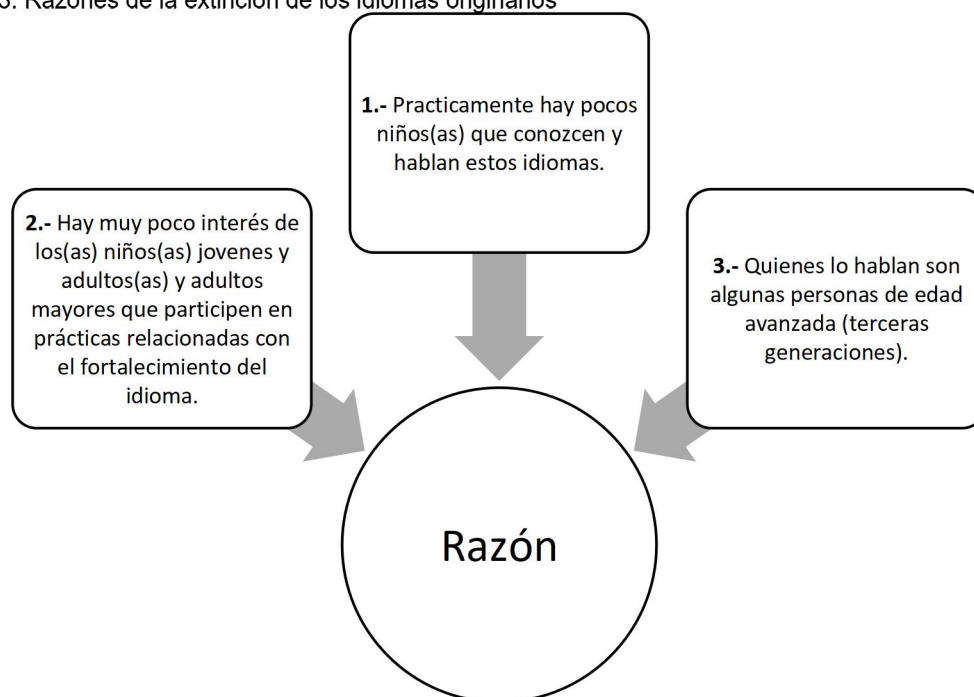 3. Razones de la extinción de los idiomas originarios
1.- Practicamente hay pocos
niños(as) que conozcen y
hablan estos idiomas.
2.- Hay muy poco interés de
los(as) niños(as) jovenes y
adultos(as) y adultos
mayores que participen en
prácticas relacionadas con
el fortalecimiento del
idioma.
3.- Quienes lo hablan son
algunas personas de edad
avanzada (terceras
generaciones).
Razón